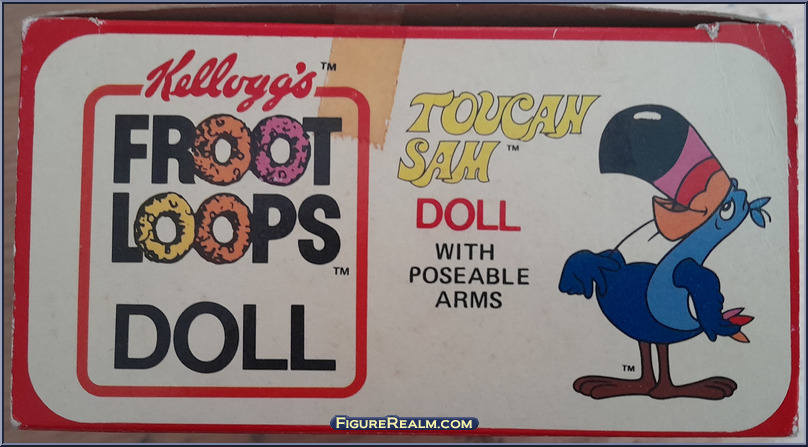 Kellogg's™
FROOT
LOOPS™
DOLL
TOUCAN
SAM™
DOLL
WITH
POSEABLE
ARMS
™
FIGUREREALM.COM